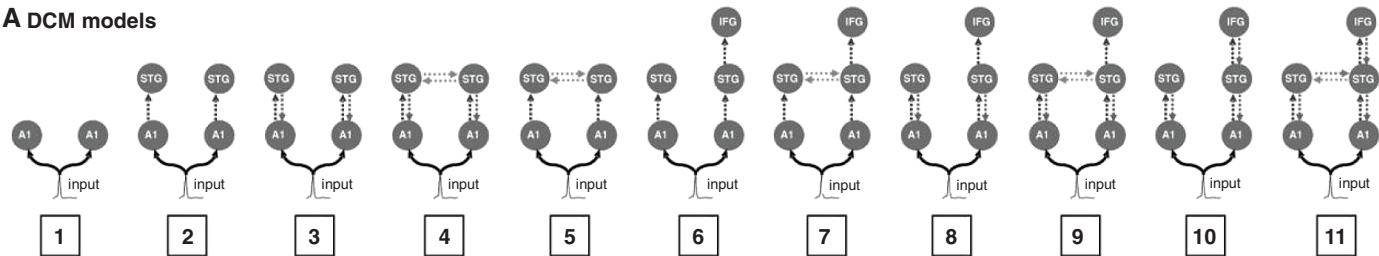 A DCM models
IFG IFG IFG IFG IFG IFG
STG STG STG STG STG STG STG STG STG STG STG STG STG STG STG STG STG STG STG STG
A1 A1 A1 A1 A1 A1 A1 A1 A1 A1 A1 A1 A1 A1 A1 A1 A1 A1 A1 A1 A1 A1
input input input input input input input input input input input
1 2 3 4 5 6 7 8 9 10 11